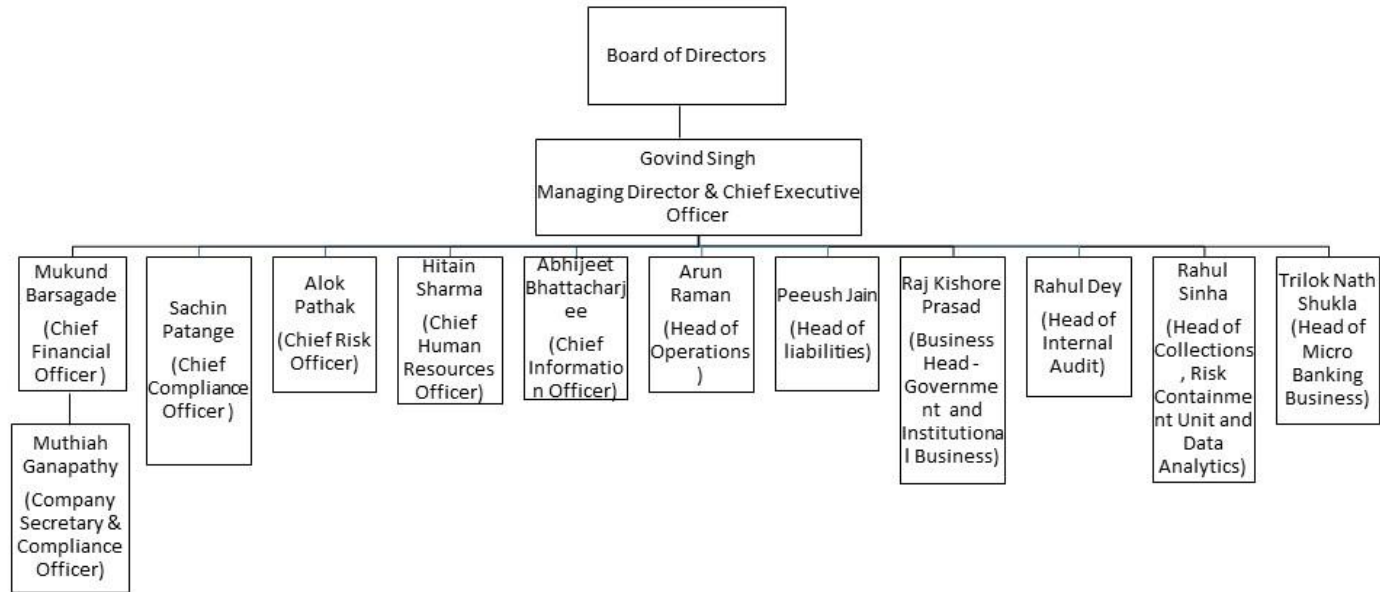 Board of Directors
Govind Singh
Managing Director & Chief Executive
Officer
Mukund
Barsagade
(Chief
Financial
Officer)
Sachin
Patange
(Chief
Compliance
Officer)
Alok
Pathak
(Chief Risk
Officer)
Hitain
Sharma
(Chief
Human
Resources
Officer)
Abhijeet
Bhattacharj
ee
(Chief
Informatio
n Officer)
Arun
Raman
(Head of
Operations
)
Peeush Jain
(Head of
liabilities)
Raj Kishore
Prasad
(Business
Head -
Governme
nt and
Institutiona
l Business)
Rahul Dey
(Head of
Internal
Audit)
Rahul
Sinha
(Head of
Collections
, Risk
Containme
nt Unit and
Data
Analytics)
Trilok Nath
Shukla
(Head of
Micro
Banking
Business)
Muthiah
Ganapathy
(Company
Secretary &
Compliance
Officer)